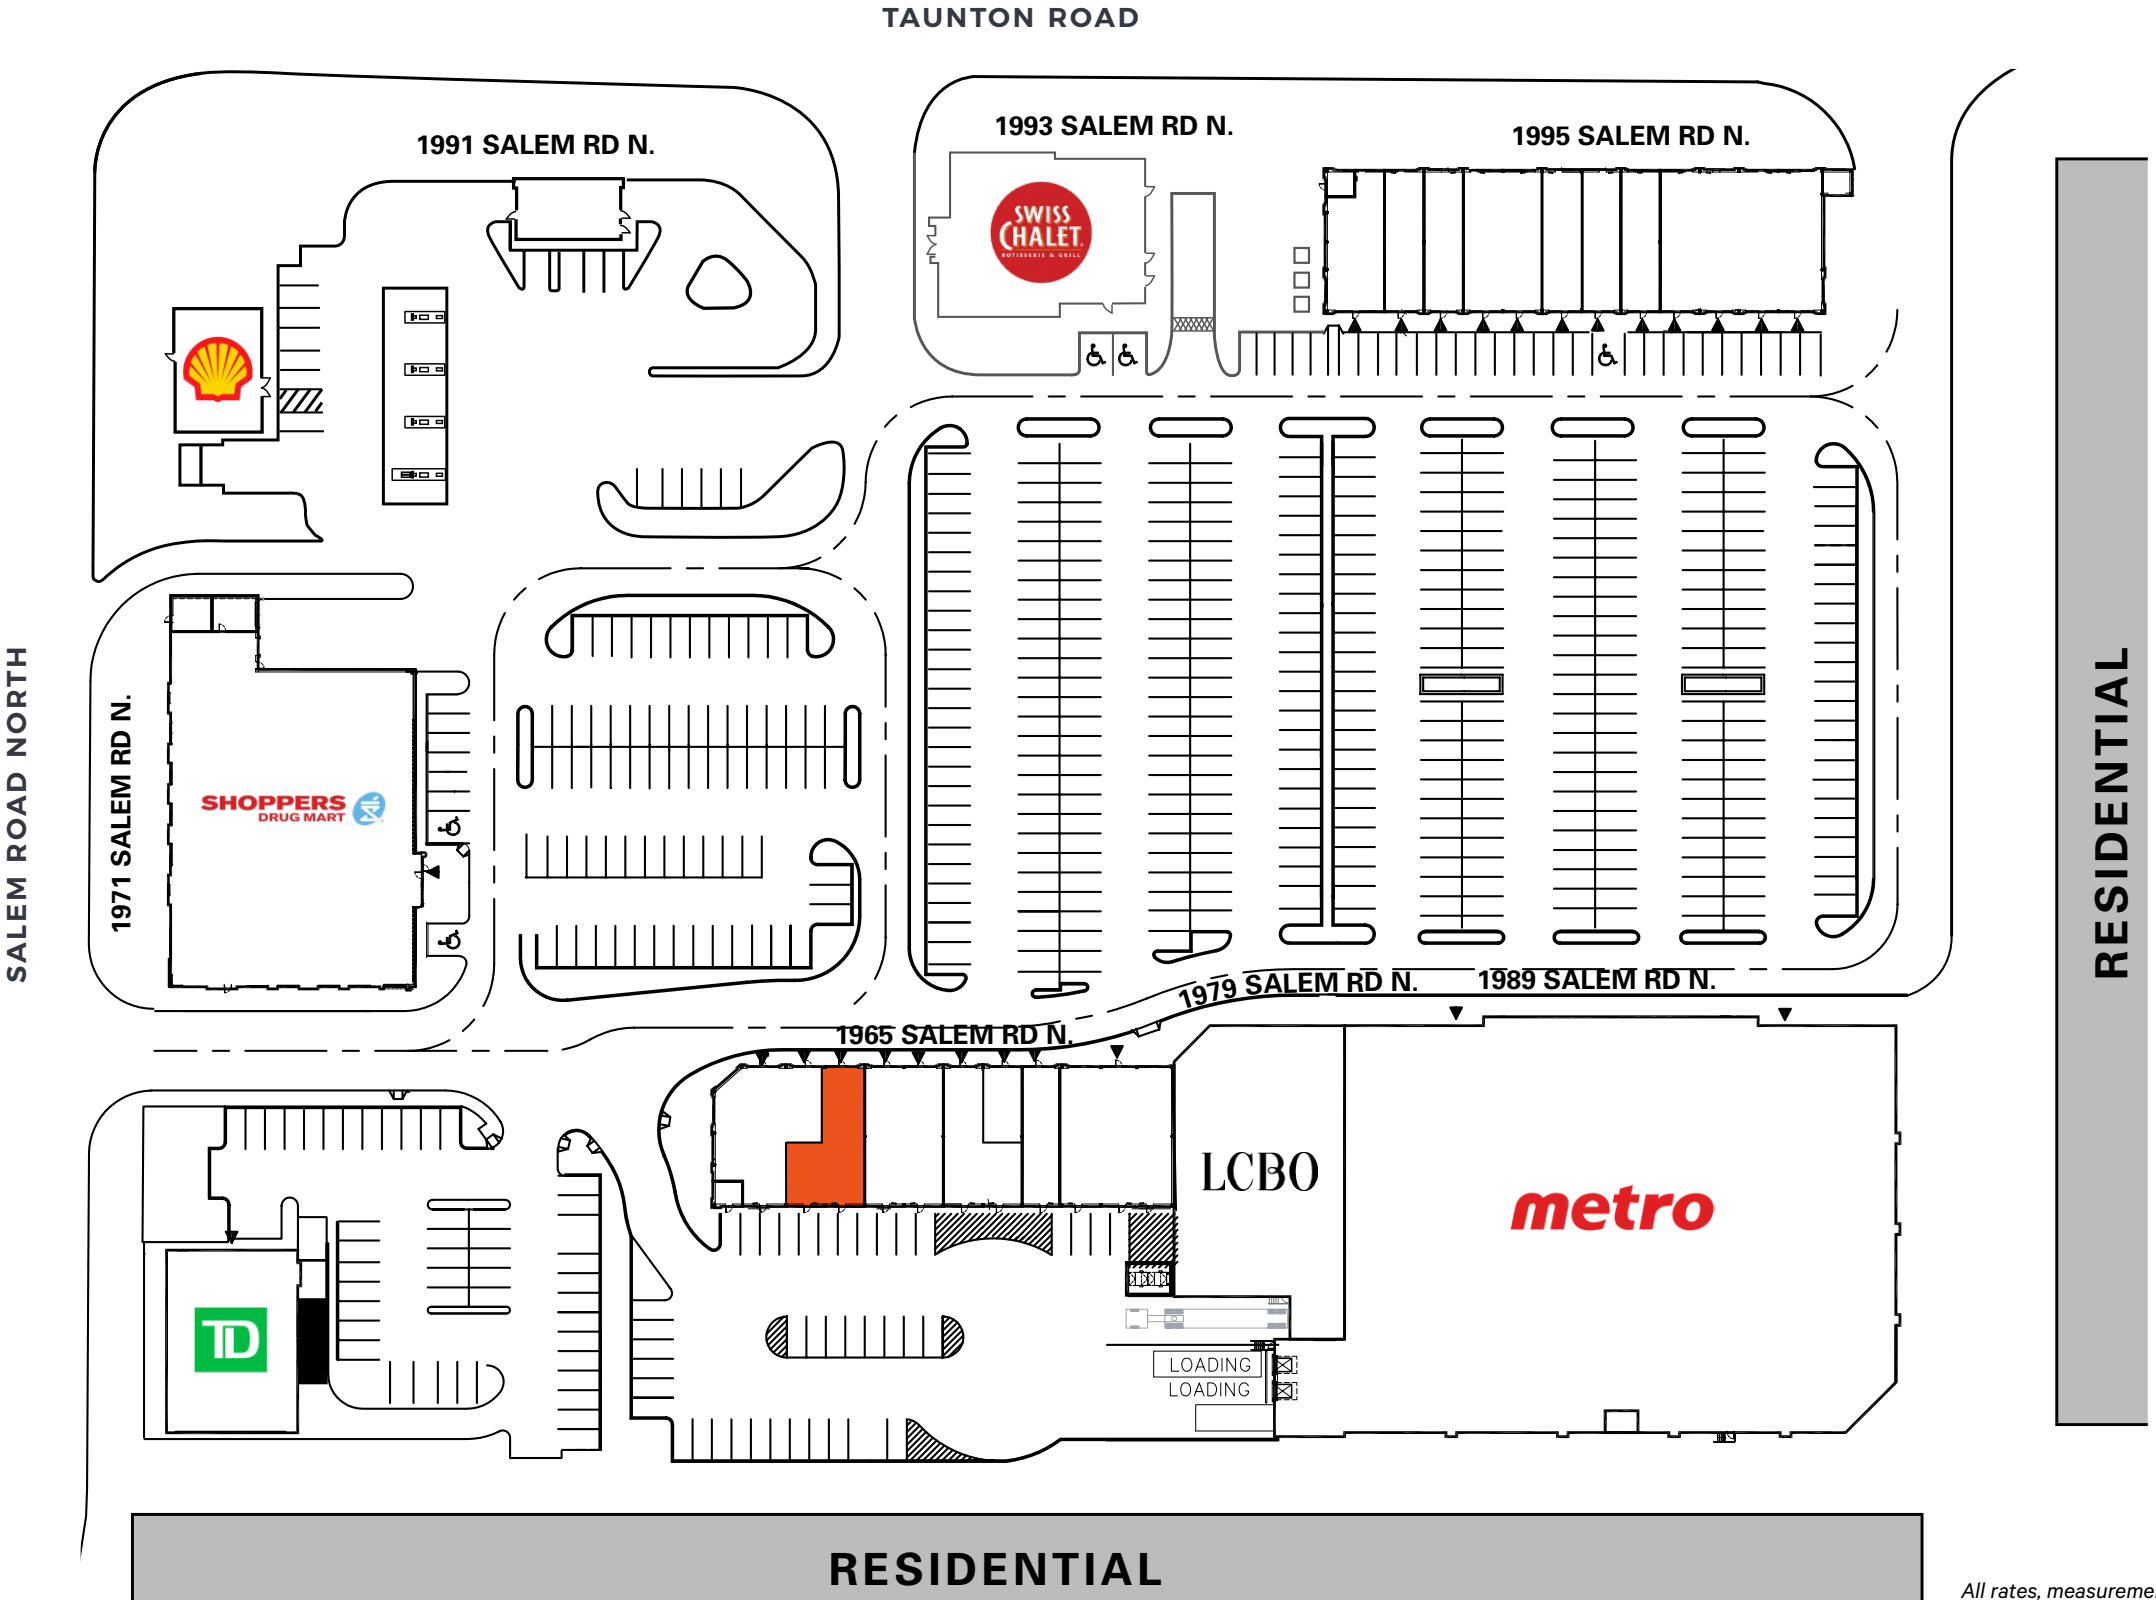 TAUNTON ROAD
1991 SALEM RD N.
1993 SALEM RD N.
1995 SALEM RD N.
SWISS
CHALET
ROTISSERIE & GRILL
SALEM ROAD NORTH
1971 SALEM RD N.
SHOPPERS
DRUG MART
RESIDENTIAL
1979 SALEM RD N.
1989 SALEM RD N.
1965 SALEM RD N.
LCBO
metro
TD
LOADING
LOADING
RESIDENTIAL
All rates, measureme